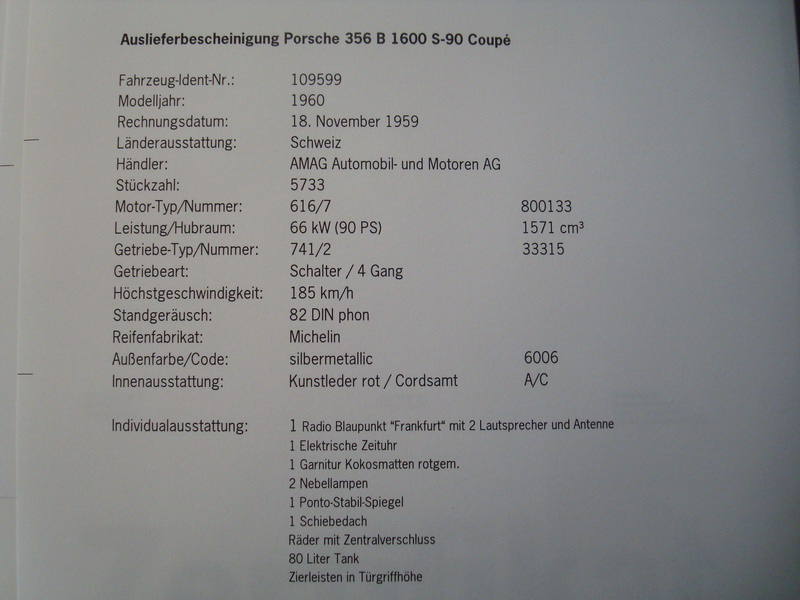 Auslieferbescheinigung Porsche 356 B 1600 S-90 Coupé
Fahrzeug-Ident-Nr.: 109599
Modelljahr: 1960
Rechnungsdatum: 18. November 1959
Länderausstattung: Schweiz
Händler: AMAG Automobil- und Motoren AG
Stückzahl: 5733
Motor-Typ/Nummer: 616/7 800133
Leistung/Hubraum: 66 kW (90 PS) 1571 cm³
Getriebe-Typ/Nummer: 741/2 33315
Getriebeart: Schalter / 4 Gang
Höchstgeschwindigkeit: 185 km/h
Standgeräusch: 82 DIN phon
Reifenfabrikat: Michelin
Außenfarbe/Code: silbermetallic 6006
Innenausstattung: Kunstleder rot / Cordsamt A/C
Individualausstattung: 1 Radio Blaupunkt "Frankfurt" mit 2 Lautsprecher und Antenne
1 Elektrische Zeituhr
1 Garnitur Kokosmatten rotgem.
2 Nebellampen
1 Ponto-Stabil-Spiegel
1 Schiebedach
Räder mit Zentralverschluss
80 Liter Tank
Zierleisten in Türgriffhöhe